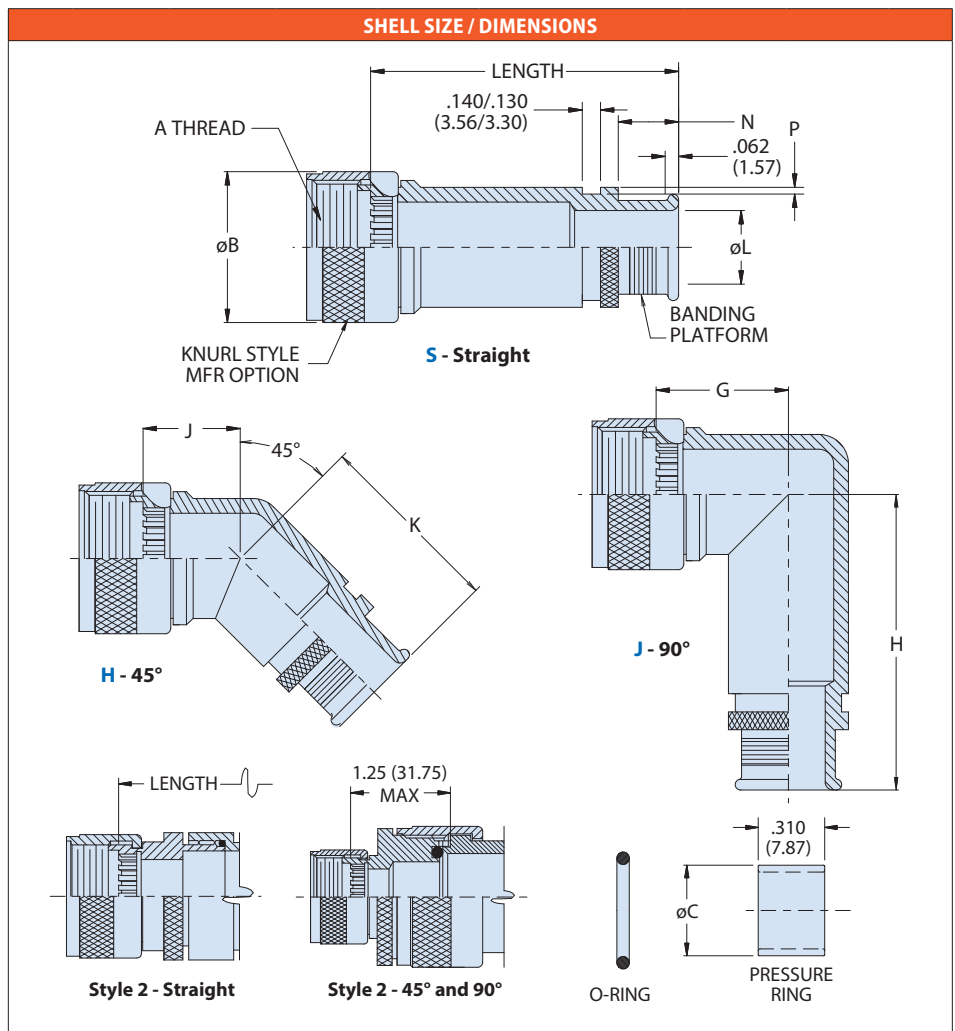 SHELL SIZE / DIMENSIONS
LENGTH
.140/.130
(3.56/3.30)
N
P
.062
(1.57)
A THREAD
øB
øL
KNURL STYLE
MFR OPTION
BANDING
PLATFORM
S - Straight
J
45°
K
H - 45°
G
H
J - 90°
LENGTH
Style 2 - Straight
1.25 (31.75)
MAX
Style 2 - 45° and 90°
O-RING
.310
(7.87)
øC
PRESSURE
RING